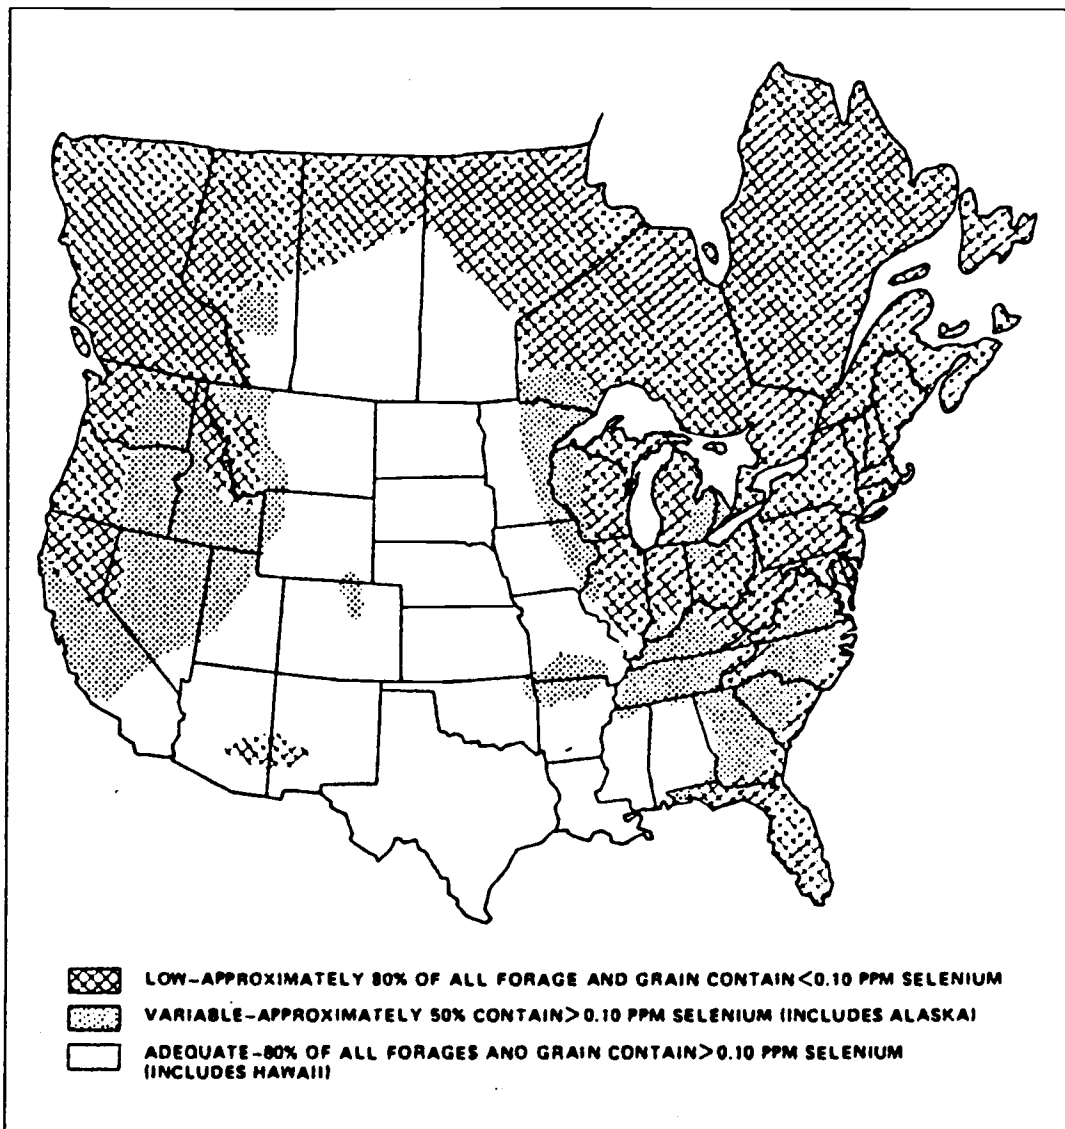 LOW-APPROXIMATELY 80% OF ALL FORAGE AND GRAIN CONTAIN<0.10 PPM SELENIUM
VARIABLE-APPROXIMATELY 50% CONTAIN>0.10 PPM SELENIUM (INCLUDES ALASKA)
ADEQUATE-80% OF ALL FORAGES AND GRAIN CONTAIN>0.10 PPM SELENIUM
(INCLUDES HAWAII)